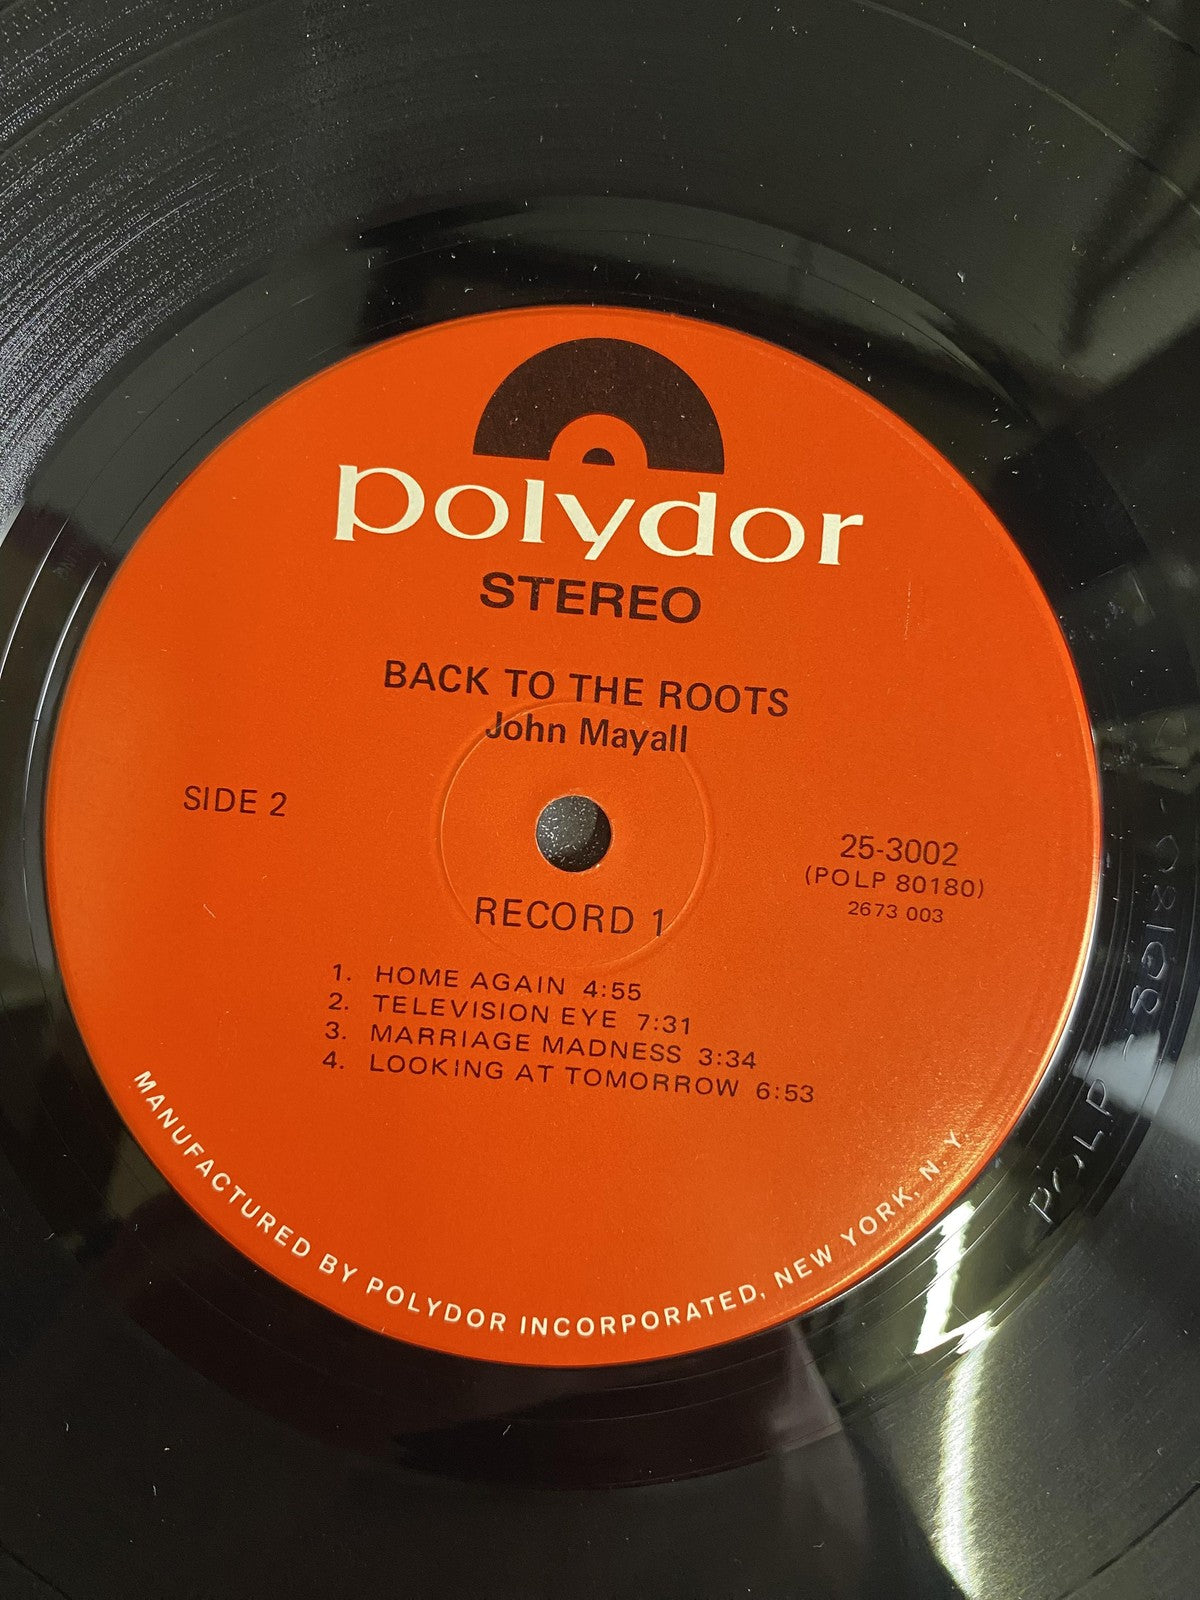 polydor
STEREO
BACK TO THE ROOTS
John Mayall
SIDE 2
25-3002
(POLP 80180)
2673 003
RECORD 1
1. HOME AGAIN 4:55
2. TELEVISION EYE 7:31
3. MARRIAGE MADNESS 3:34
4. LOOKING AT TOMORROW 6:53
MANUFACTURED BY POLYDOR INCORPORATED, NEW YORK, N.Y
POLP-80180-